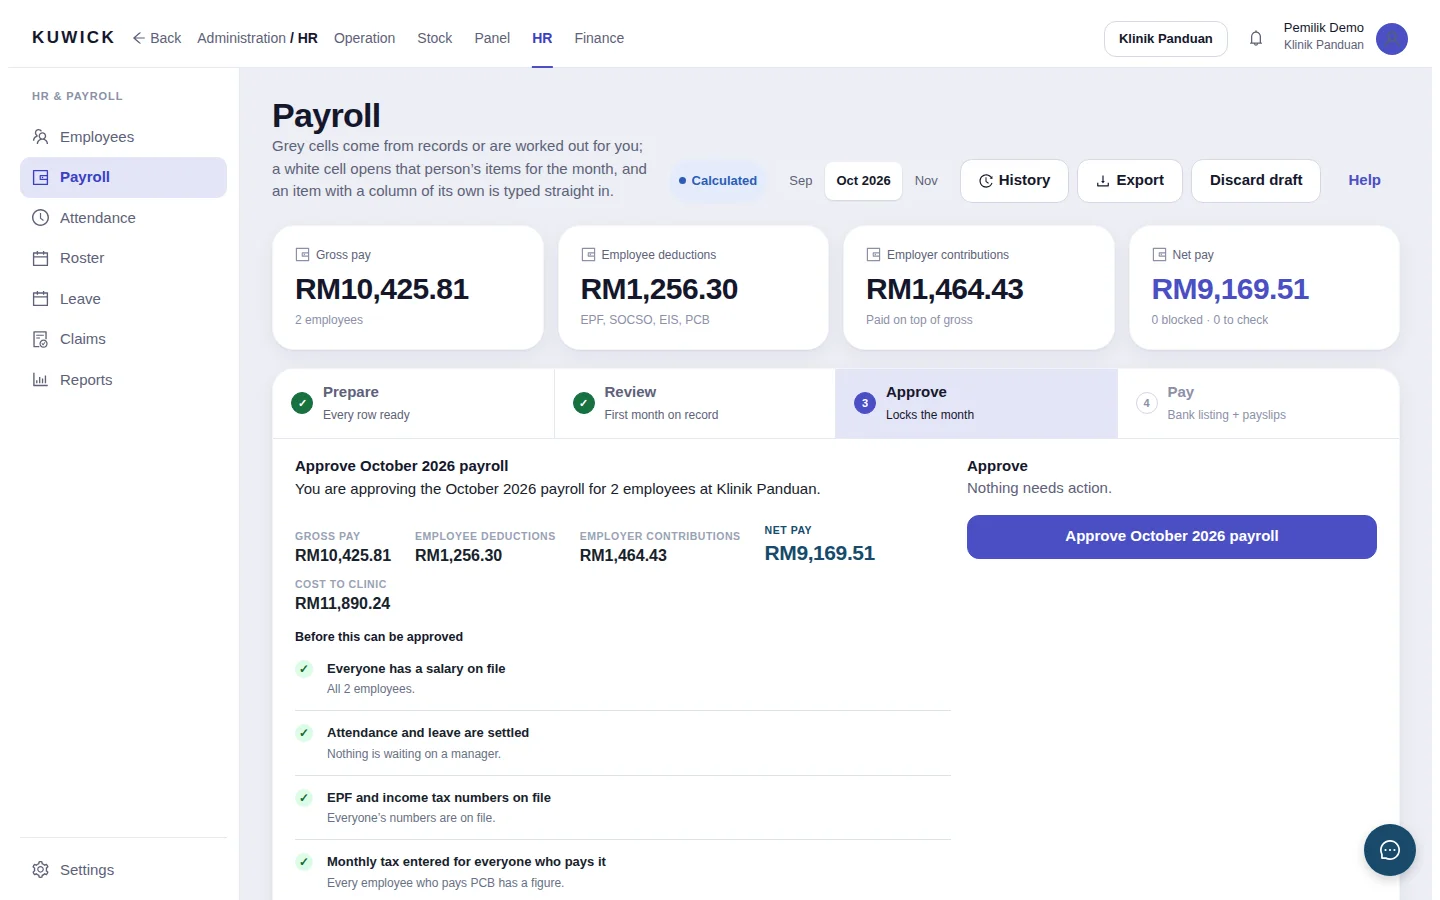 KUWICK
Back
Administration / HR
Operation
Stock
Panel
HR
Finance
Klinik Panduan
Pemilik Demo
Klinik Panduan
HR & PAYROLL
Employees
Payroll
Attendance
Roster
Leave
Claims
Reports
Settings
Payroll
Grey cells come from records or are worked out for you;
a white cell opens that person’s items for the month, and
an item with a column of its own is typed straight in.
Calculated
Sep
Oct 2026
Nov
History
Export
Discard draft
Help
Gross pay
RM10,425.81
2 employees
Employee deductions
RM1,256.30
EPF, SOCSO, EIS, PCB
Employer contributions
RM1,464.43
Paid on top of gross
Net pay
RM9,169.51
0 blocked · 0 to check
✓
Prepare
Every row ready
✓
Review
First month on record
3
Approve
Locks the month
4
Pay
Bank listing + payslips
Approve October 2026 payroll
You are approving the October 2026 payroll for 2 employees at Klinik Panduan.
GROSS PAY
RM10,425.81
EMPLOYEE DEDUCTIONS
RM1,256.30
EMPLOYER CONTRIBUTIONS
RM1,464.43
NET PAY
RM9,169.51
COST TO CLINIC
RM11,890.24
Before this can be approved
✓ Everyone has a salary on file
All 2 employees.
✓ Attendance and leave are settled
Nothing is waiting on a manager.
✓ EPF and income tax numbers on file
Everyone’s numbers are on file.
✓ Monthly tax entered for everyone who pays it
Every employee who pays PCB has a figure.
Approve
Nothing needs action.
Approve October 2026 payroll